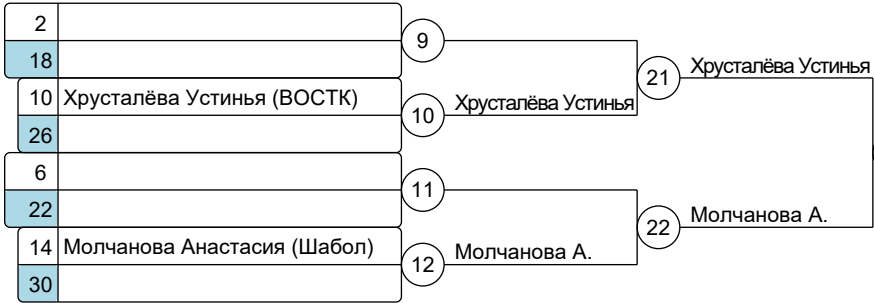 2
9
18
21 Хрусталёва Устинья
10 Хрусталёва Устинья (ВОСТК)
10 Хрусталёва Устинья
26
6
11
22
22 Молчанова А.
14 Молчанова Анастасия (Шабол)
12 Молчанова А.
30